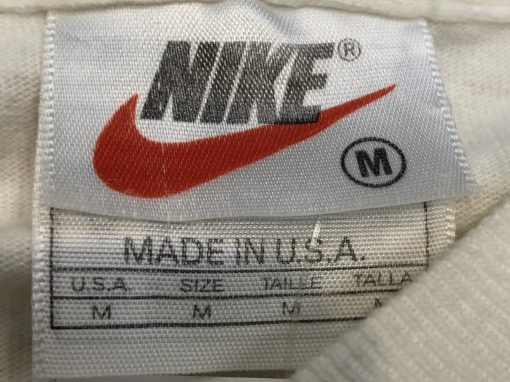 NIKE®
M
MADE IN U.S.A.
U.S.A. SIZE TAILLE TALLA
M M M